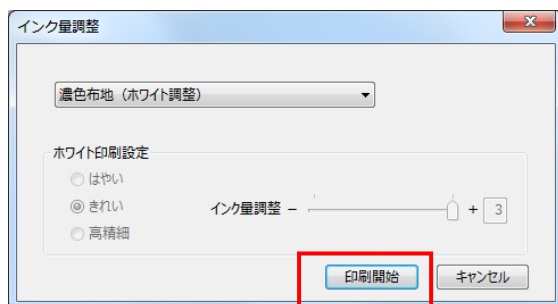 インク量調整
濃色布地（ホワイト調整）
ホワイト印刷設定
はやい
きれい
インク量調整 － ＋ 3
高精細
印刷開始 キャンセル